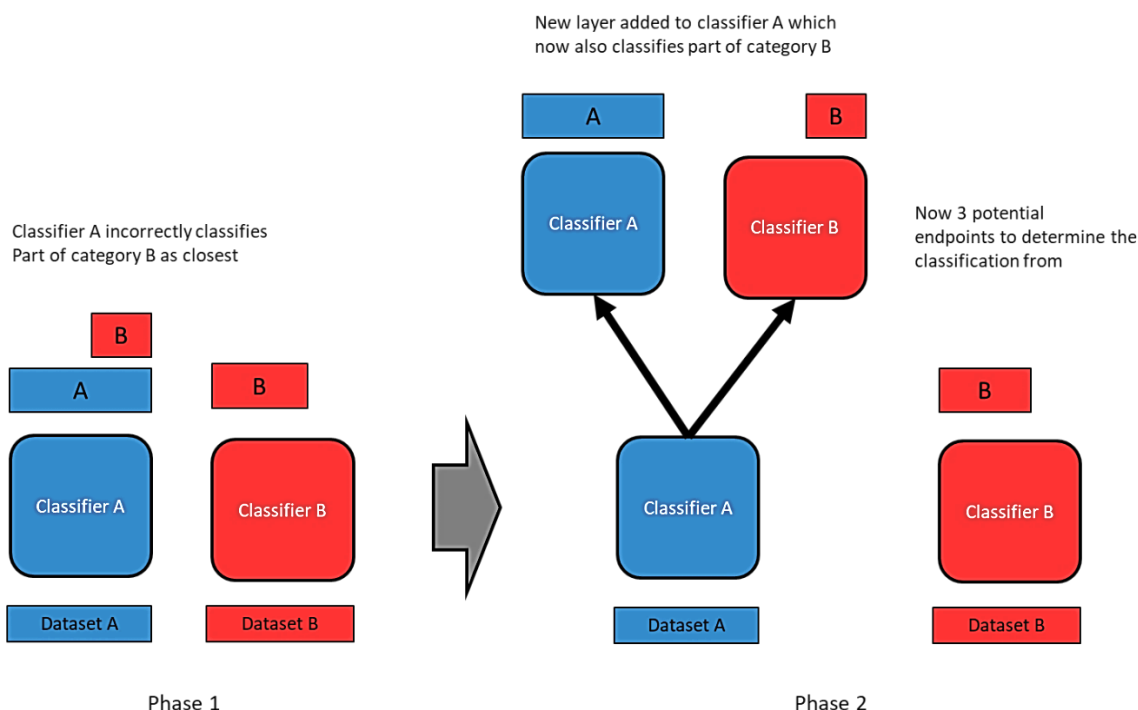 New layer added to classifier A which
now also classifies part of category B
A
B
Classifier A
Classifier B
Classifier A incorrectly classifies
Part of category B as closest
Now 3 potential
endpoints to determine the
classification from
B
A
B
B
Classifier A
Classifier B
Classifier A
Classifier B
Dataset A
Dataset B
Dataset A
Dataset B
Phase 1
Phase 2